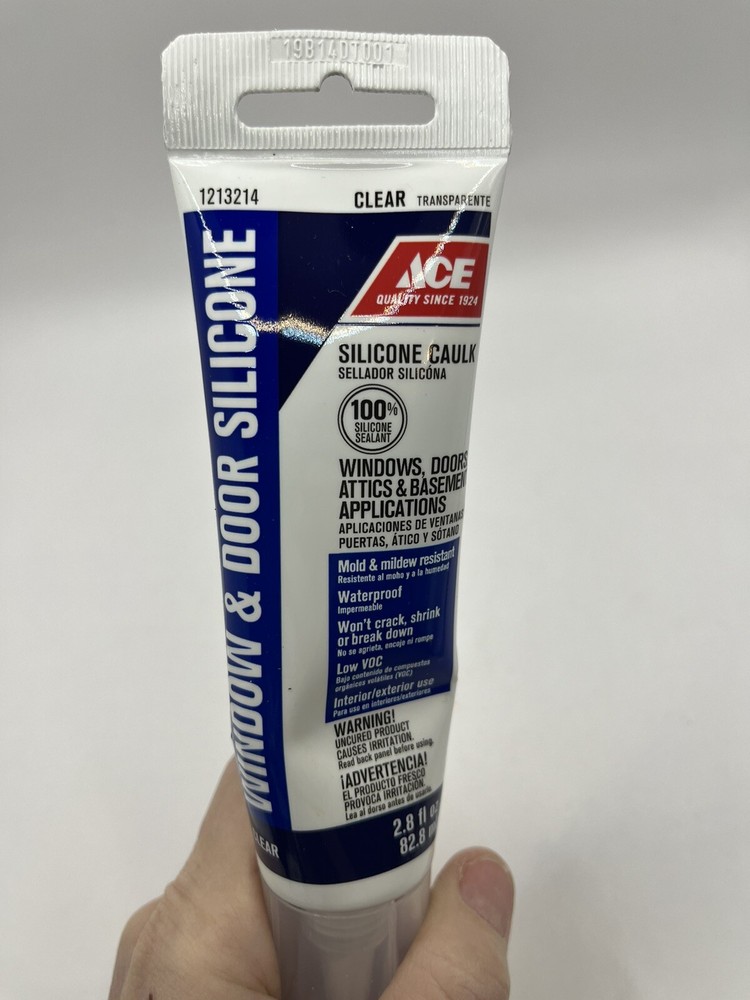 19B14DT001
1213214
CLEAR TRANSPARENTE
WINDOW & DOOR SILICONE
ACE
QUALITY SINCE 1924
SILICONE CAULK
SELLADOR SILICÓNA
100%
SILICONE
SEALANT
WINDOWS, DOORS
ATTICS & BASEMEN
APPLICATIONS
APLICACIONES DE VENTANAS
PUERTAS, ÁTICO Y SÓTANO
Mold & mildew resistant
Resistente al moho y a la humedad
Waterproof
Impermeable
Won't crack, shrink
or break down
No se agrieta, encoje ni rompe
Low VOC
Bajo contenido de compuestos
orgánicos volátiles (VOC)
Interior/exterior use
Para uso en interiores/exteriores
WARNING!
UNCURED PRODUCT
CAUSES IRRITATION.
Read back panel before using.
¡ADVERTENCIA!
EL PRODUCTO FRESCO
PROVOCA IRRITACIÓN.
Lea al dorso antes de usarlo.
2.8 fl oz
82.8 m
CLEAR